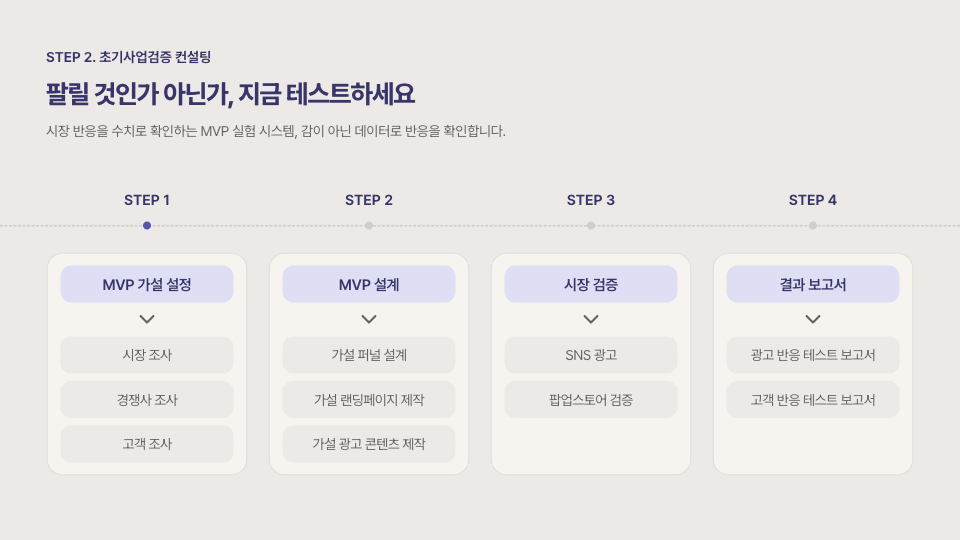 STEP 2. 초기사업검증 컨설팅
팔릴 것인가 아닌가, 지금 테스트하세요
시장 반응을 수치로 확인하는 MVP 실험 시스템, 감이 아닌 데이터로 반응을 확인합니다.
STEP 1
MVP 가설 설정
시장 조사
경쟁사 조사
고객 조사
STEP 2
MVP 설계
가설 퍼널 설계
가설 랜딩페이지 제작
가설 광고 콘텐츠 제작
STEP 3
시장 검증
SNS 광고
팝업스토어 검증
STEP 4
결과 보고서
광고 반응 테스트 보고서
고객 반응 테스트 보고서